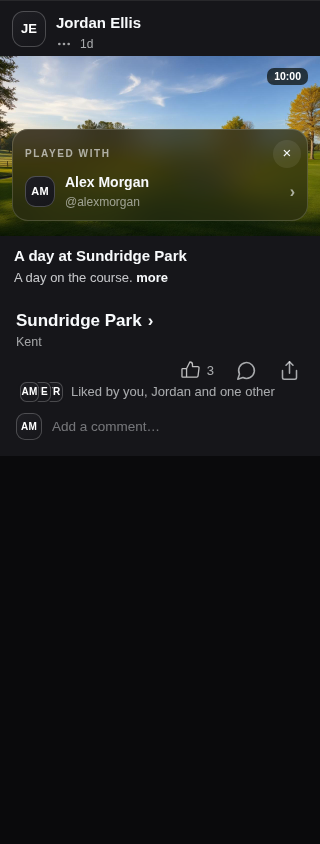 JE
Jordan Ellis
••• 1d
10:00
PLAYED WITH
×
AM
Alex Morgan
@alexmorgan
›
A day at Sundridge Park
A day on the course. more
Sundridge Park ›
Kent
3
AM E R Liked by you, Jordan and one other
AM Add a comment…